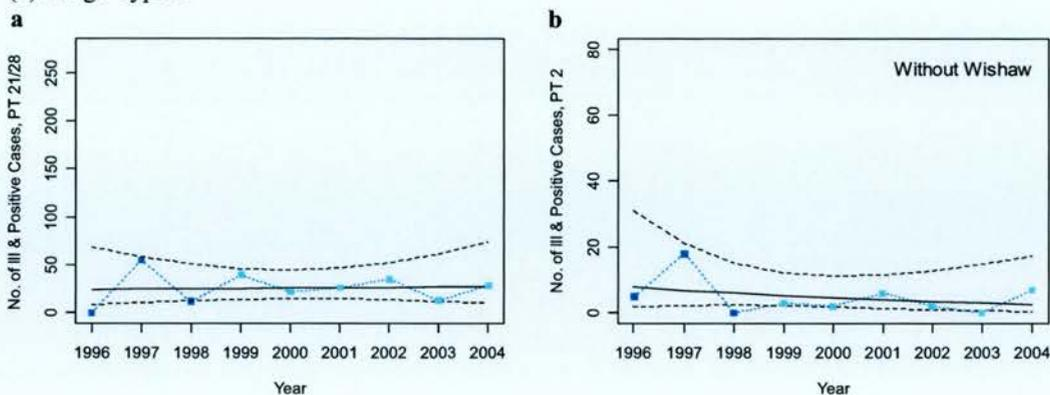 a
No. of Ill & Positive Cases, PT 21/28
250
200
150
100
50
0
1996 1997 1998 1999 2000 2001 2002 2003 2004
Year
b
No. of Ill & Positive Cases, PT 2
80
60
40
20
0
Without Wishaw
1996 1997 1998 1999 2000 2001 2002 2003 2004
Year